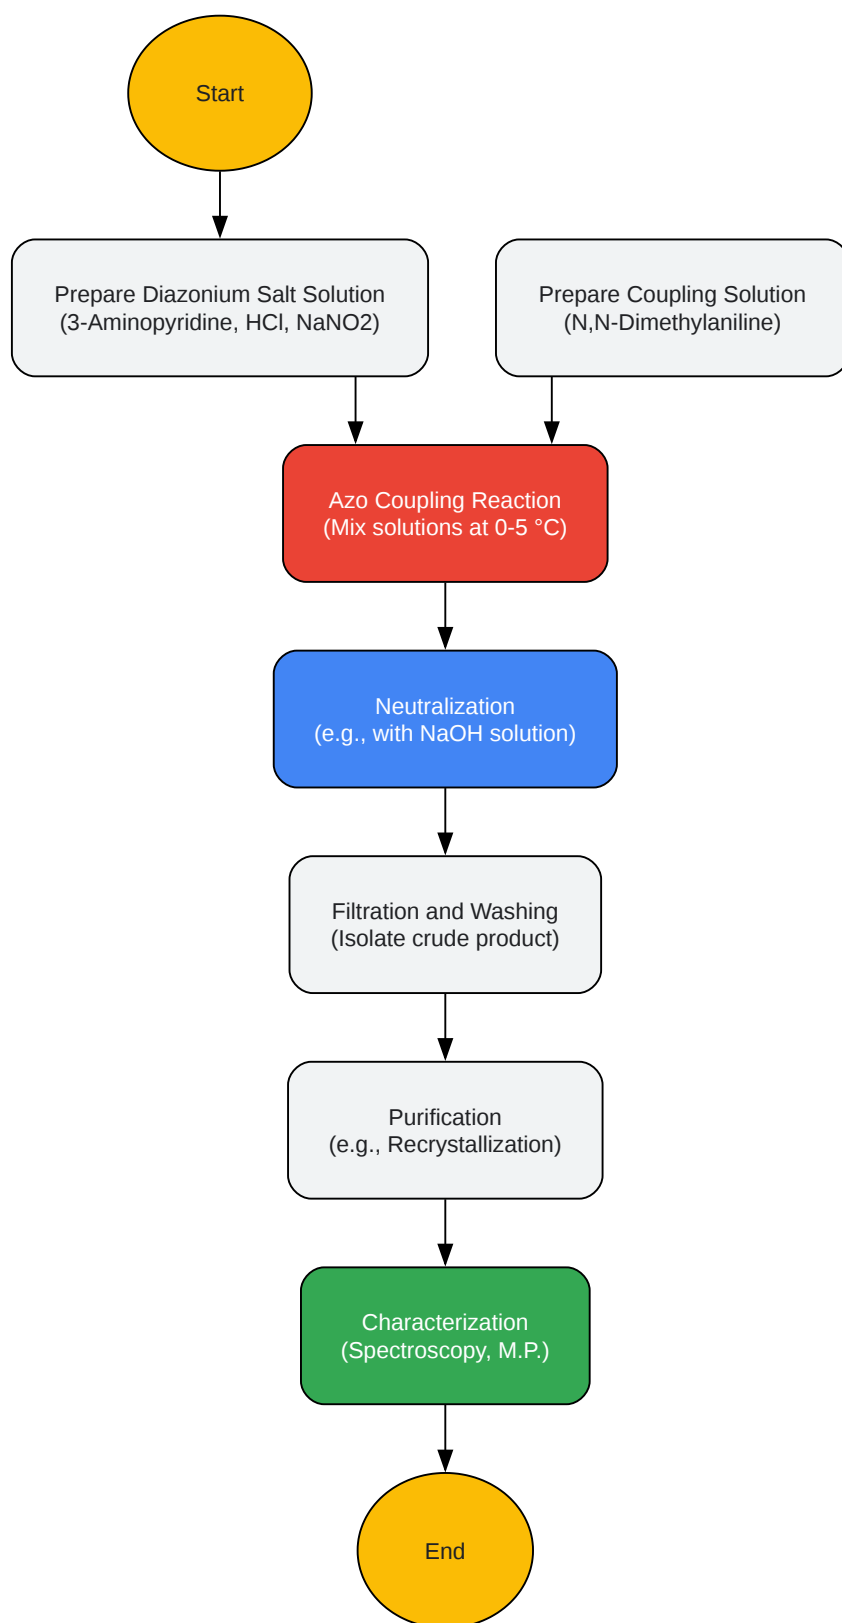 Start
Prepare Diazonium Salt Solution
(3-Aminopyridine, HCl, NaNO2)
Prepare Coupling Solution
(N,N-Dimethylaniline)
Azo Coupling Reaction
(Mix solutions at 0-5 °C)
Neutralization
(e.g., with NaOH solution)
Filtration and Washing
(Isolate crude product)
Purification
(e.g., Recrystallization)
Characterization
(Spectroscopy, M.P.)
End